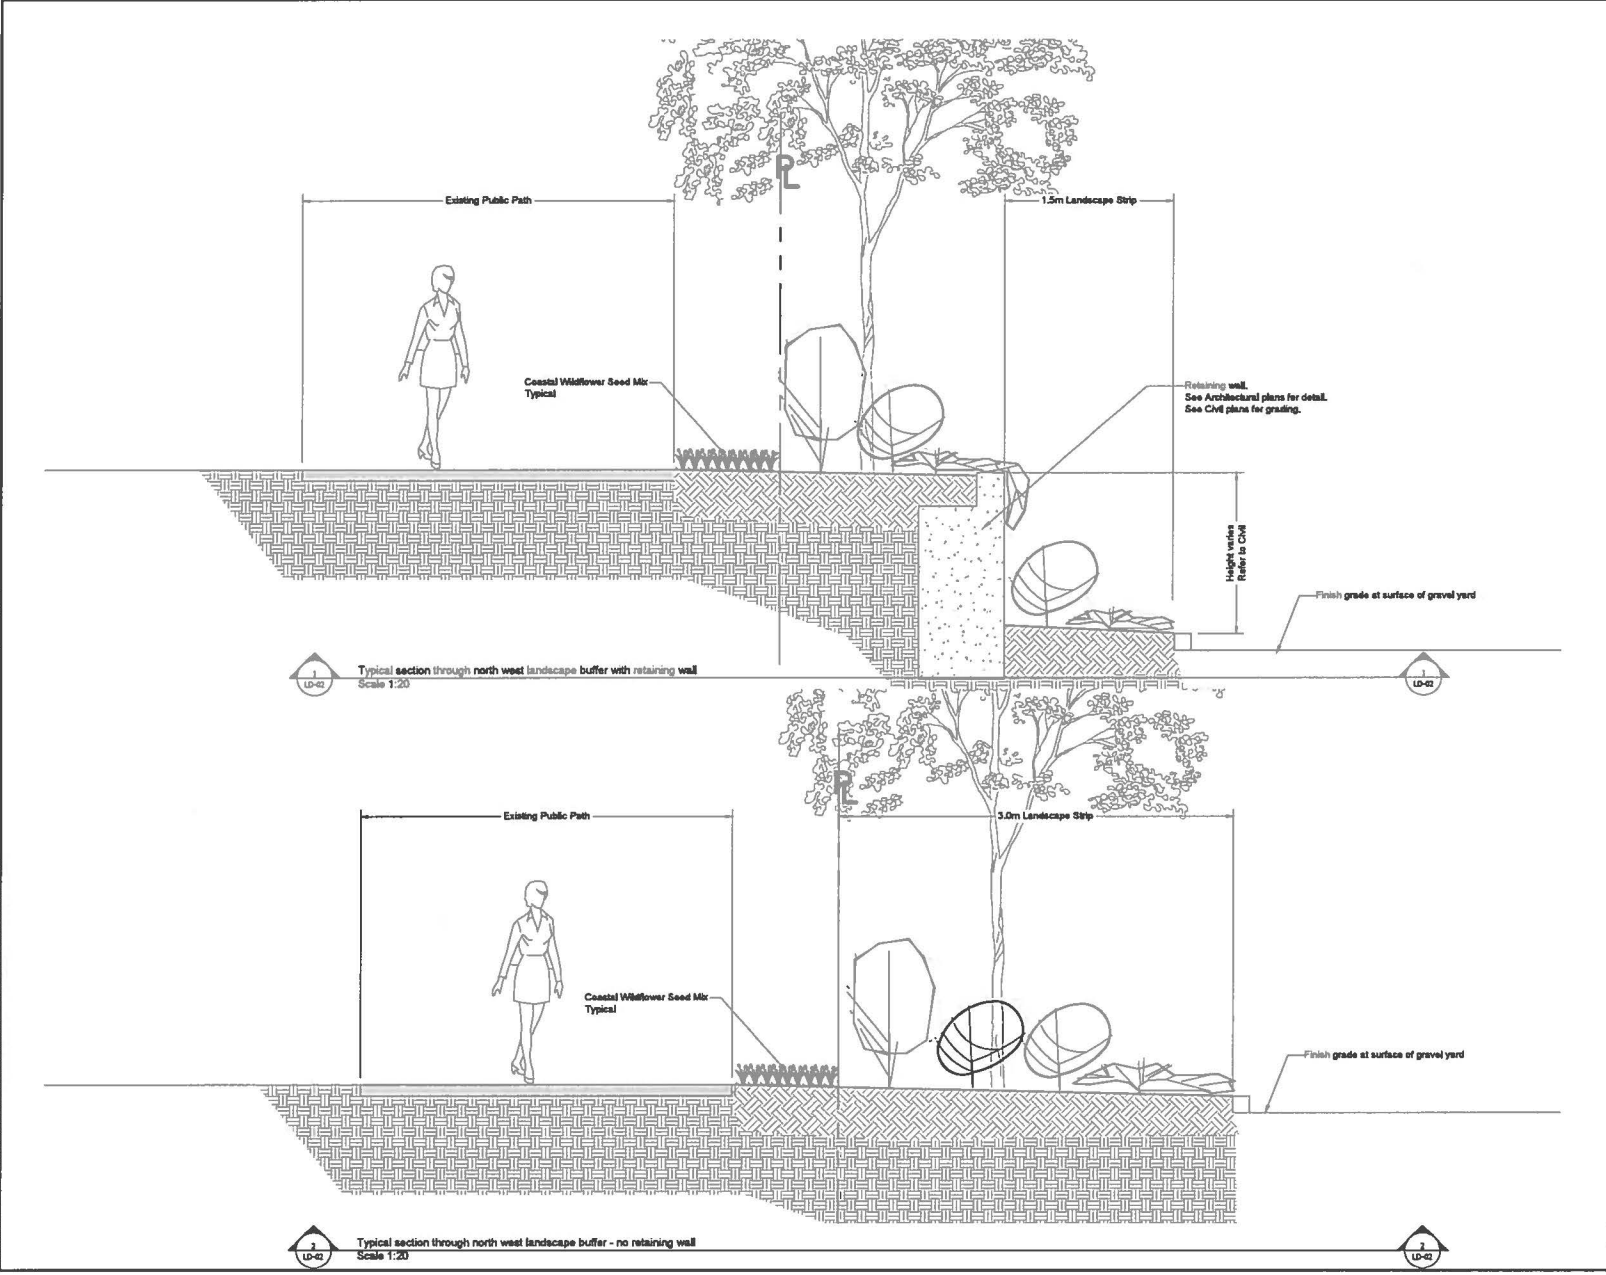 PL
Existing Public Path
1.5m Landscape Strip
Coastal Wildflower Seed Mix
Typical
Retaining wall.
See Architectural plans for detail.
See Civil plans for grading.
Height varies
Refer to Civil
Finish grade at surface of gravel yard
1
LD-02
Typical section through north west landscape buffer with retaining wall
Scale 1:20
1
LD-02
PL
Existing Public Path
3.0m Landscape Strip
Coastal Wildflower Seed Mix
Typical
Finish grade at surface of gravel yard
2
LD-02
Typical section through north west landscape buffer - no retaining wall
Scale 1:20
2
LD-02